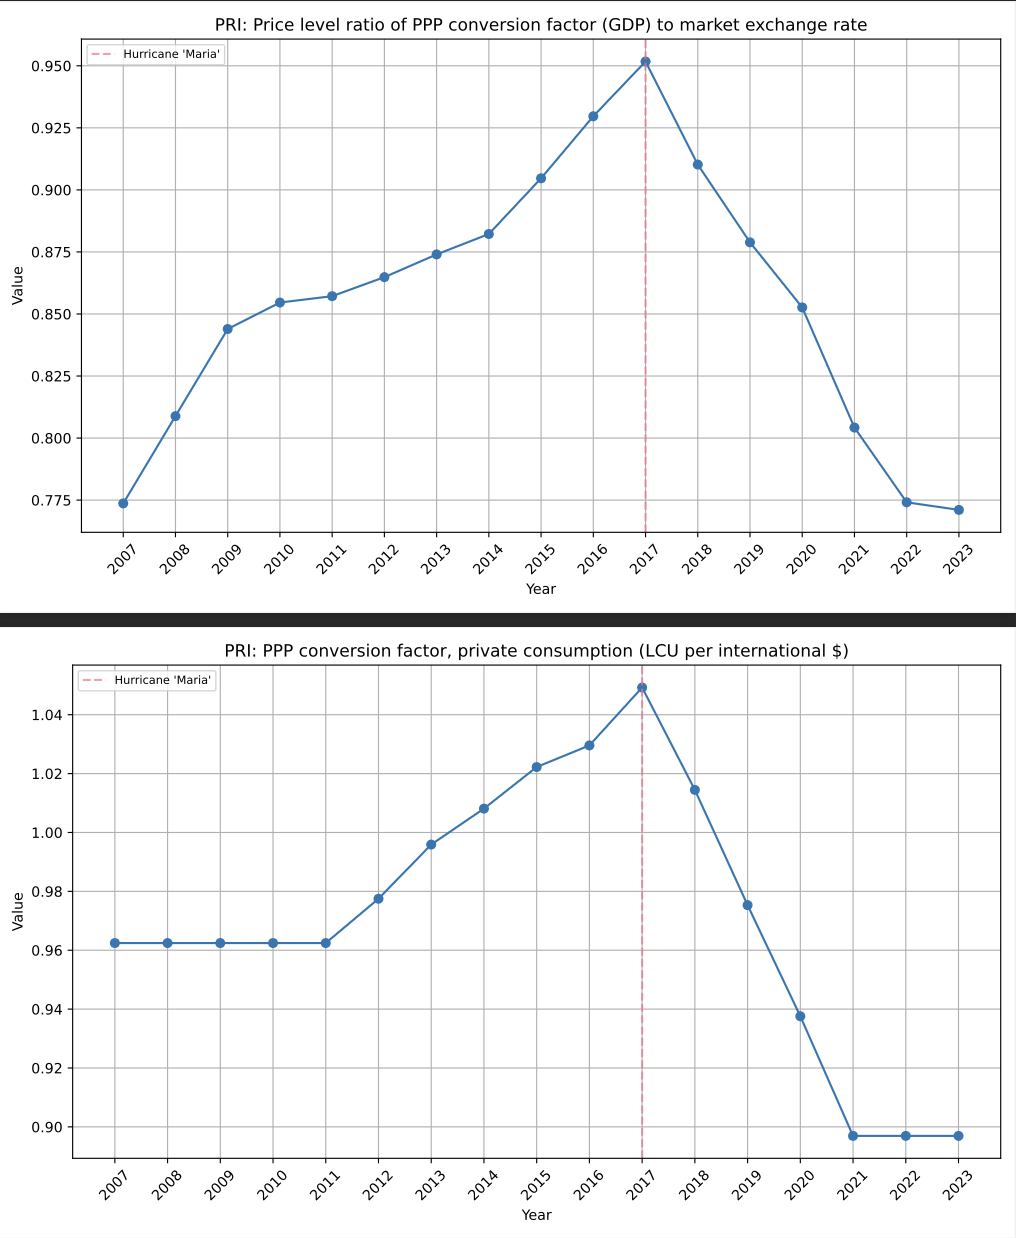 PRI: Price level ratio of PPP conversion factor (GDP) to market exchange rate
Hurricane 'Maria'
0.950
0.925
0.900
0.875
0.850
0.825
0.800
0.775
Value
2007 2008 2009 2010 2011 2012 2013 2014 2015 2016 2017 2018 2019 2020 2021 2022 2023
Year
PRI: PPP conversion factor, private consumption (LCU per international $)
Hurricane 'Maria'
1.04
1.02
1.00
0.98
0.96
0.94
0.92
0.90
Value
2007 2008 2009 2010 2011 2012 2013 2014 2015 2016 2017 2018 2019 2020 2021 2022 2023
Year